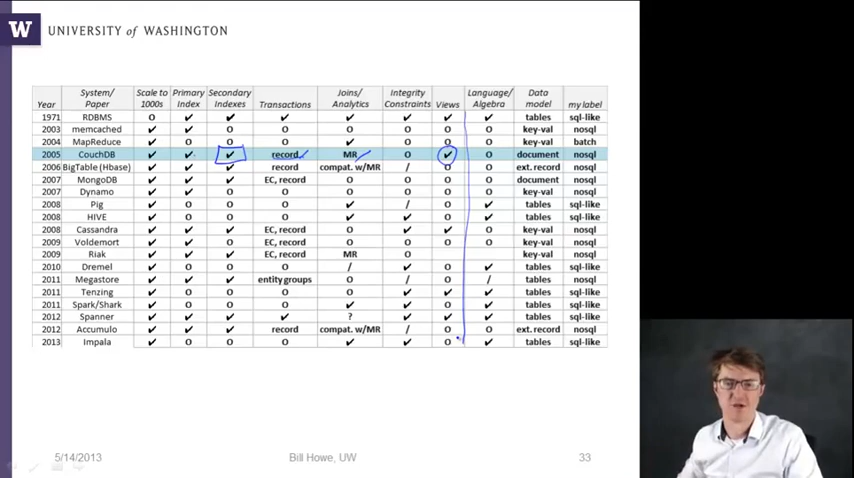 W UNIVERSITY of WASHINGTON
Year System/Paper Scale to 1000s Primary Index Secondary Indexes Transactions Joins/Analytics Integrity Constraints Views Language/Algebra Data model my label
1971 RDBMS O ✔ ✔ ✔ ✔ ✔ ✔ ✔ tables sql-like
2003 memcached ✔ ✔ O O O O O O key-val nosql
2004 MapReduce ✔ O O O ✔ O O O key-val batch
2005 CouchDB ✔ ✔ ✔ record MR O ✔ O document nosql
2006 BigTable (Hbase) ✔ ✔ ✔ record compat. w/MR / O O ext. record nosql
2007 MongoDB ✔ ✔ ✔ EC, record O O O O document nosql
2007 Dynamo ✔ ✔ O O O O O O key-val nosql
2008 Pig ✔ O O O ✔ / O ✔ tables sql-like
2008 HIVE ✔ O O O ✔ ✔ O ✔ tables sql-like
2008 Cassandra ✔ ✔ ✔ EC, record O ✔ ✔ O key-val nosql
2009 Voldemort ✔ ✔ O EC, record O O O O key-val nosql
2009 Riak ✔ ✔ ✔ EC, record MR O key-val nosql
2010 Dremel ✔ O O O / ✔ O ✔ tables sql-like
2011 Megastore ✔ ✔ ✔ entity groups O / O / tables nosql
2011 Tenzing ✔ O O O O ✔ ✔ ✔ tables sql-like
2011 Spark/Shark ✔ O O O ✔ ✔ O ✔ tables sql-like
2012 Spanner ✔ ✔ ✔ ✔ ? ✔ ✔ ✔ tables sql-like
2012 Accumulo ✔ ✔ ✔ record compat. w/MR / O O ext. record nosql
2013 Impala ✔ O O O ✔ ✔ O ✔ tables sql-like
5/14/2013 Bill Howe, UW 33